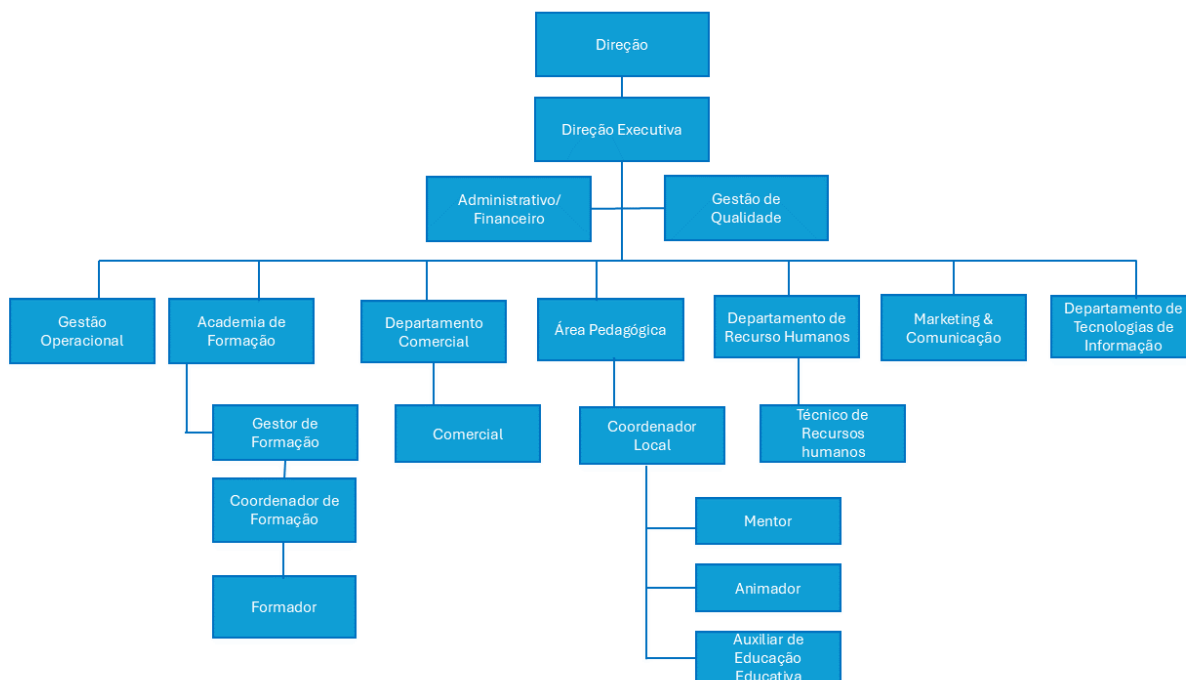 Direção
Direção Executiva
Administrativo/
Financeiro
Gestão de
Qualidade
Gestão
Operacional
Academia de
Formação
Departamento
Comercial
Área Pedagógica
Departamento de
Recurso Humanos
Marketing &
Comunicação
Departamento de
Tecnologias de
Informação
Gestor de
Formação
Comercial
Coordenador
Local
Técnico de
Recursos
humanos
Coordenador de
Formação
Mentor
Formador
Animador
Auxiliar de
Educação
Educativa